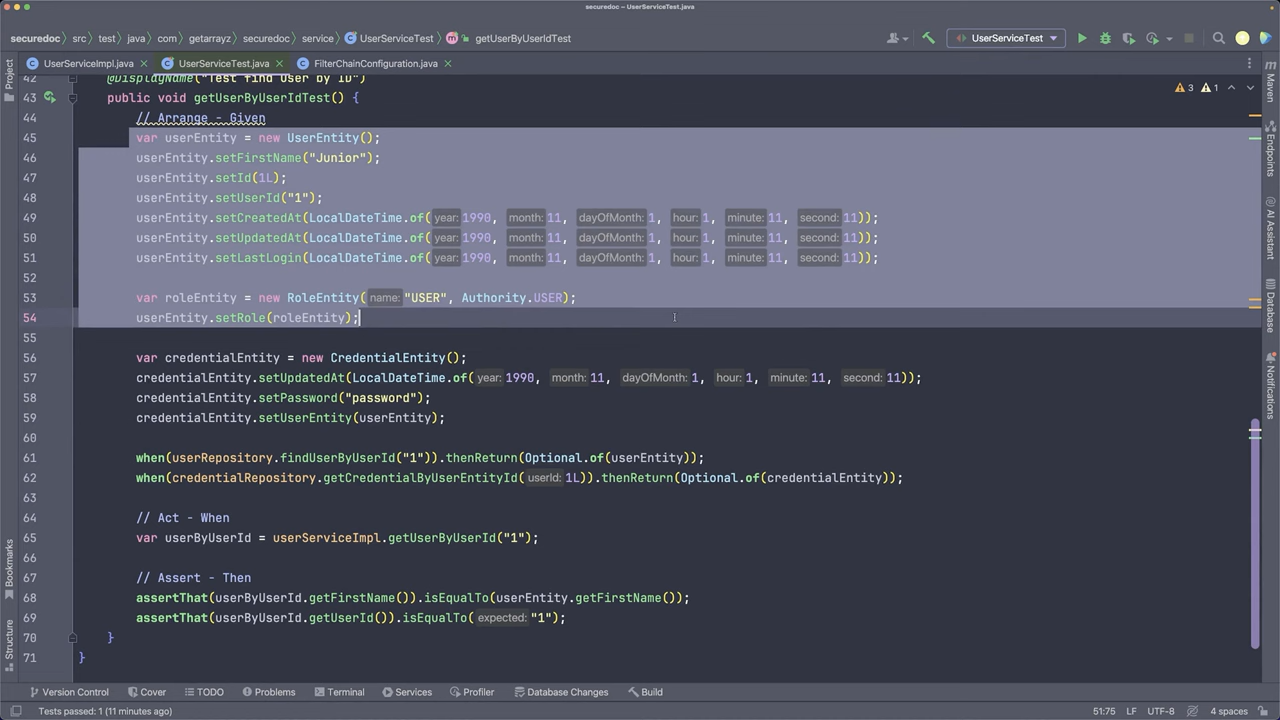 securedoc – UserServiceTest.java
securedoc > src > test > java > com > getarrayz > securedoc > service > UserServiceTest > getUserByUserIdTest
UserServiceTest
UserServiceImpl.java
UserServiceTest.java
FilterChainConfiguration.java
Project
Bookmarks
Structure
Maven
Endpoints
AI Assistant
Database
Notifications
3 1
42 @DisplayName("Test find User by ID")
43 public void getUserByUserIdTest() {
44 // Arrange - Given
45 var userEntity = new UserEntity();
46 userEntity.setFirstName("Junior");
47 userEntity.setId(1L);
48 userEntity.setUserId("1");
49 userEntity.setCreatedAt(LocalDateTime.of( year: 1990, month: 11, dayOfMonth: 1, hour: 1, minute: 11, second: 11));
50 userEntity.setUpdatedAt(LocalDateTime.of( year: 1990, month: 11, dayOfMonth: 1, hour: 1, minute: 11, second: 11));
51 userEntity.setLastLogin(LocalDateTime.of( year: 1990, month: 11, dayOfMonth: 1, hour: 1, minute: 11, second: 11));
52
53 var roleEntity = new RoleEntity( name: "USER", Authority.USER);
54 userEntity.setRole(roleEntity);
55
56 var credentialEntity = new CredentialEntity();
57 credentialEntity.setUpdatedAt(LocalDateTime.of( year: 1990, month: 11, dayOfMonth: 1, hour: 1, minute: 11, second: 11));
58 credentialEntity.setPassword("password");
59 credentialEntity.setUserEntity(userEntity);
60
61 when(userRepository.findUserByUserId("1")).thenReturn(Optional.of(userEntity));
62 when(credentialRepository.getCredentialByUserEntityId( userId: 1L)).thenReturn(Optional.of(credentialEntity));
63
64 // Act - When
65 var userByUserId = userServiceImpl.getUserByUserId("1");
66
67 // Assert - Then
68 assertThat(userByUserId.getFirstName()).isEqualTo(userEntity.getFirstName());
69 assertThat(userByUserId.getUserId()).isEqualTo( expected: "1");
70 }
71 }
Version Control Cover TODO Problems Terminal Services Profiler Database Changes Build
Tests passed: 1 (11 minutes ago) 51:75 LF UTF-8 4 spaces